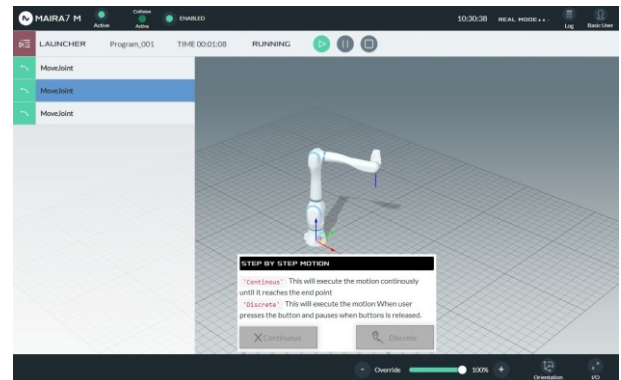 MAIRA7 M
Active
Collision
Active
ENABLED
10:30:38
REAL MODE
Log
Basic User
LAUNCHER
Program_001
TIME 00:01:08
RUNNING
MoveJoint
MoveJoint
MoveJoint
STEP BY STEP MOTION
"Continous" This will execute the motion continously
until it reaches the end point
"Discrete" This will execute the motion When user
presses the button and pauses when buttons is released.
Continuous
Discrete
- Override 100% +
Orientation
I/O